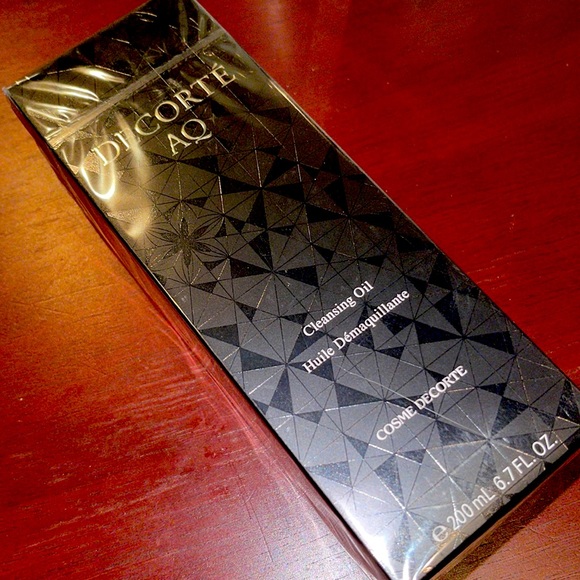 DECORTÉ
AQ
Cleansing Oil
Huile Démaquillante
COSME DECORTE
℮ 200 mL 6.7 FL. OZ.